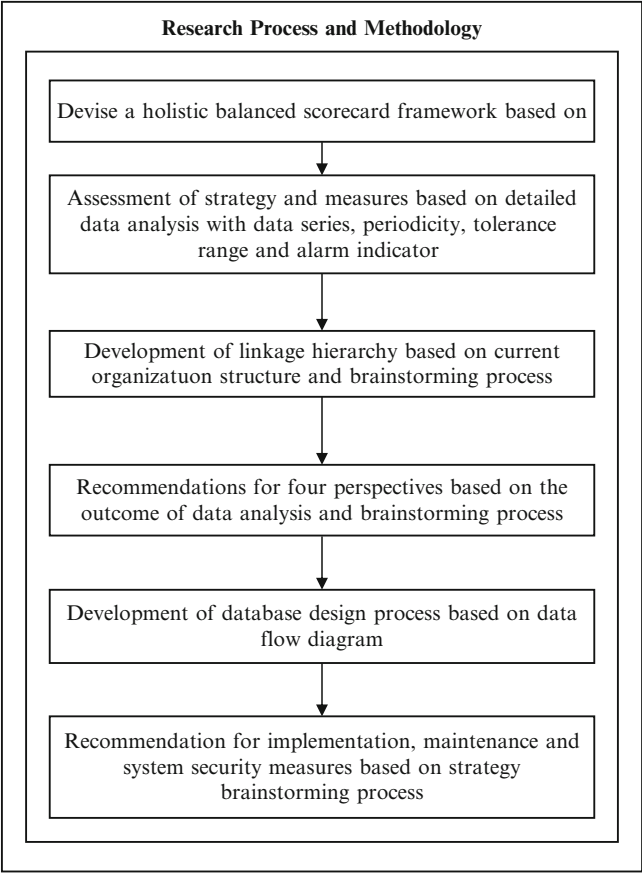 Research Process and Methodology
Devise a holistic balanced scorecard framework based on
Assessment of strategy and measures based on detailed
data analysis with data series, periodicity, tolerance
range and alarm indicator
Development of linkage hierarchy based on current
organizatuon structure and brainstorming process
Recommendations for four perspectives based on the
outcome of data analysis and brainstorming process
Development of database design process based on data
flow diagram
Recommendation for implementation, maintenance and
system security measures based on strategy
brainstorming process